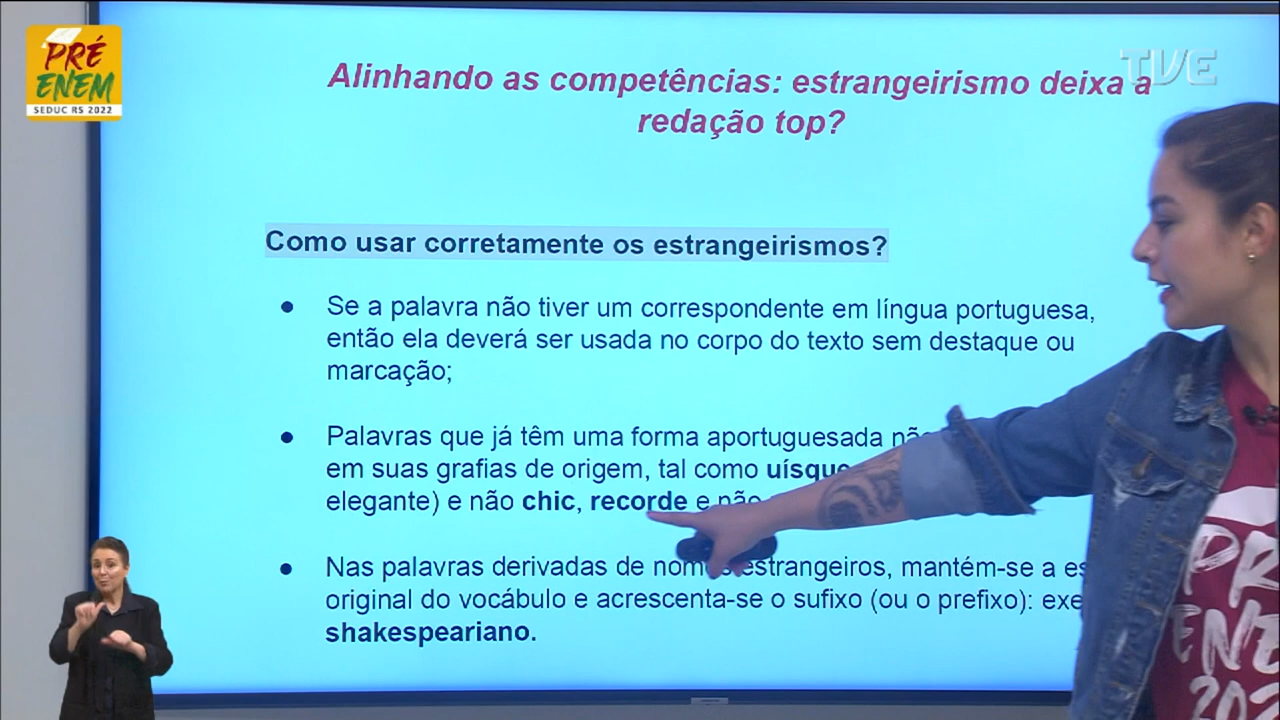 PRÉ
ENEM
SEDUC RS 2022
TVE
Alinhando as competências: estrangeirismo deixa a
redação top?
Como usar corretamente os estrangeirismos?
● Se a palavra não tiver um correspondente em língua portuguesa,
então ela deverá ser usada no corpo do texto sem destaque ou
marcação;
● Palavras que já têm uma forma aportuguesada
em suas grafias de origem, tal como uísque
elegante) e não chic, recorde e não
● Nas palavras derivadas de estrangeiros, mantém-se a
original do vocábulo e acrescenta-se o sufixo (ou o prefixo):
shakespeariano.